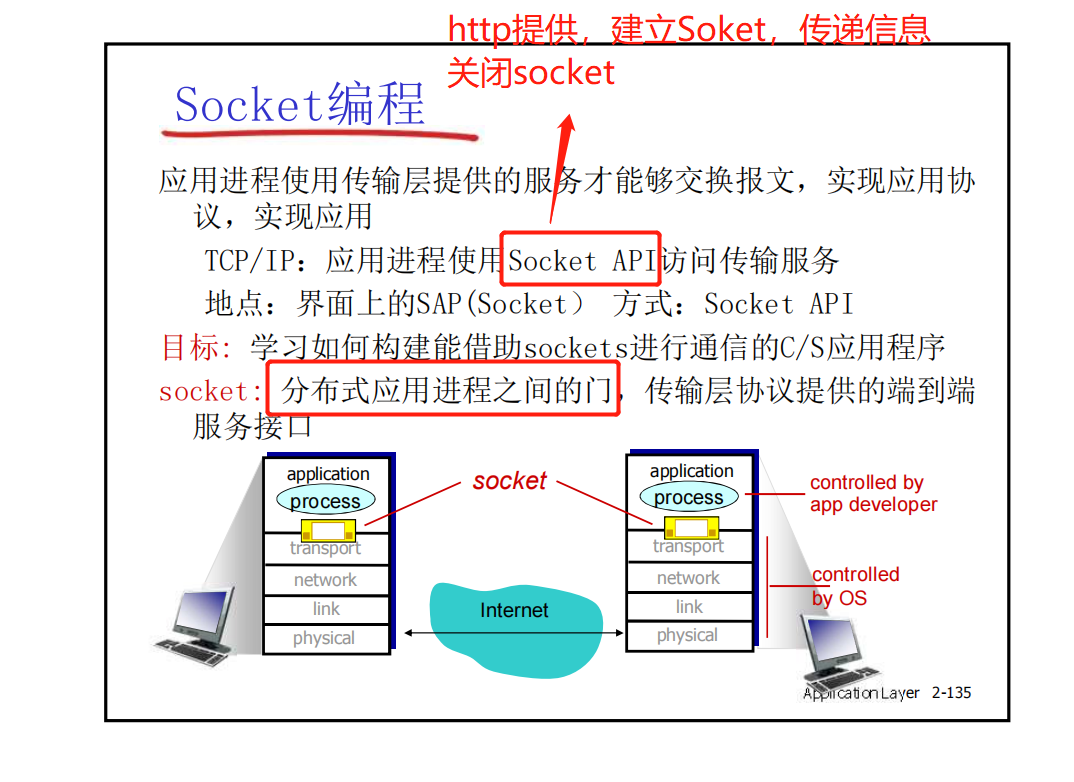 http提供，建立Soket，传递信息
关闭socket
Socket编程
应用进程使用传输层提供的服务才能够交换报文，实现应用协
议，实现应用
TCP/IP：应用进程使用Socket API访问传输服务
地点：界面上的SAP(Socket） 方式：Socket API
目标：学习如何构建能借助sockets进行通信的C/S应用程序
socket: 分布式应用进程之间的门，传输层协议提供的端到端
服务接口
application
process
transport
network
link
physical
socket
Internet
application
process
transport
network
link
physical
controlled by
app developer
controlled
by OS
Application Layer 2-135